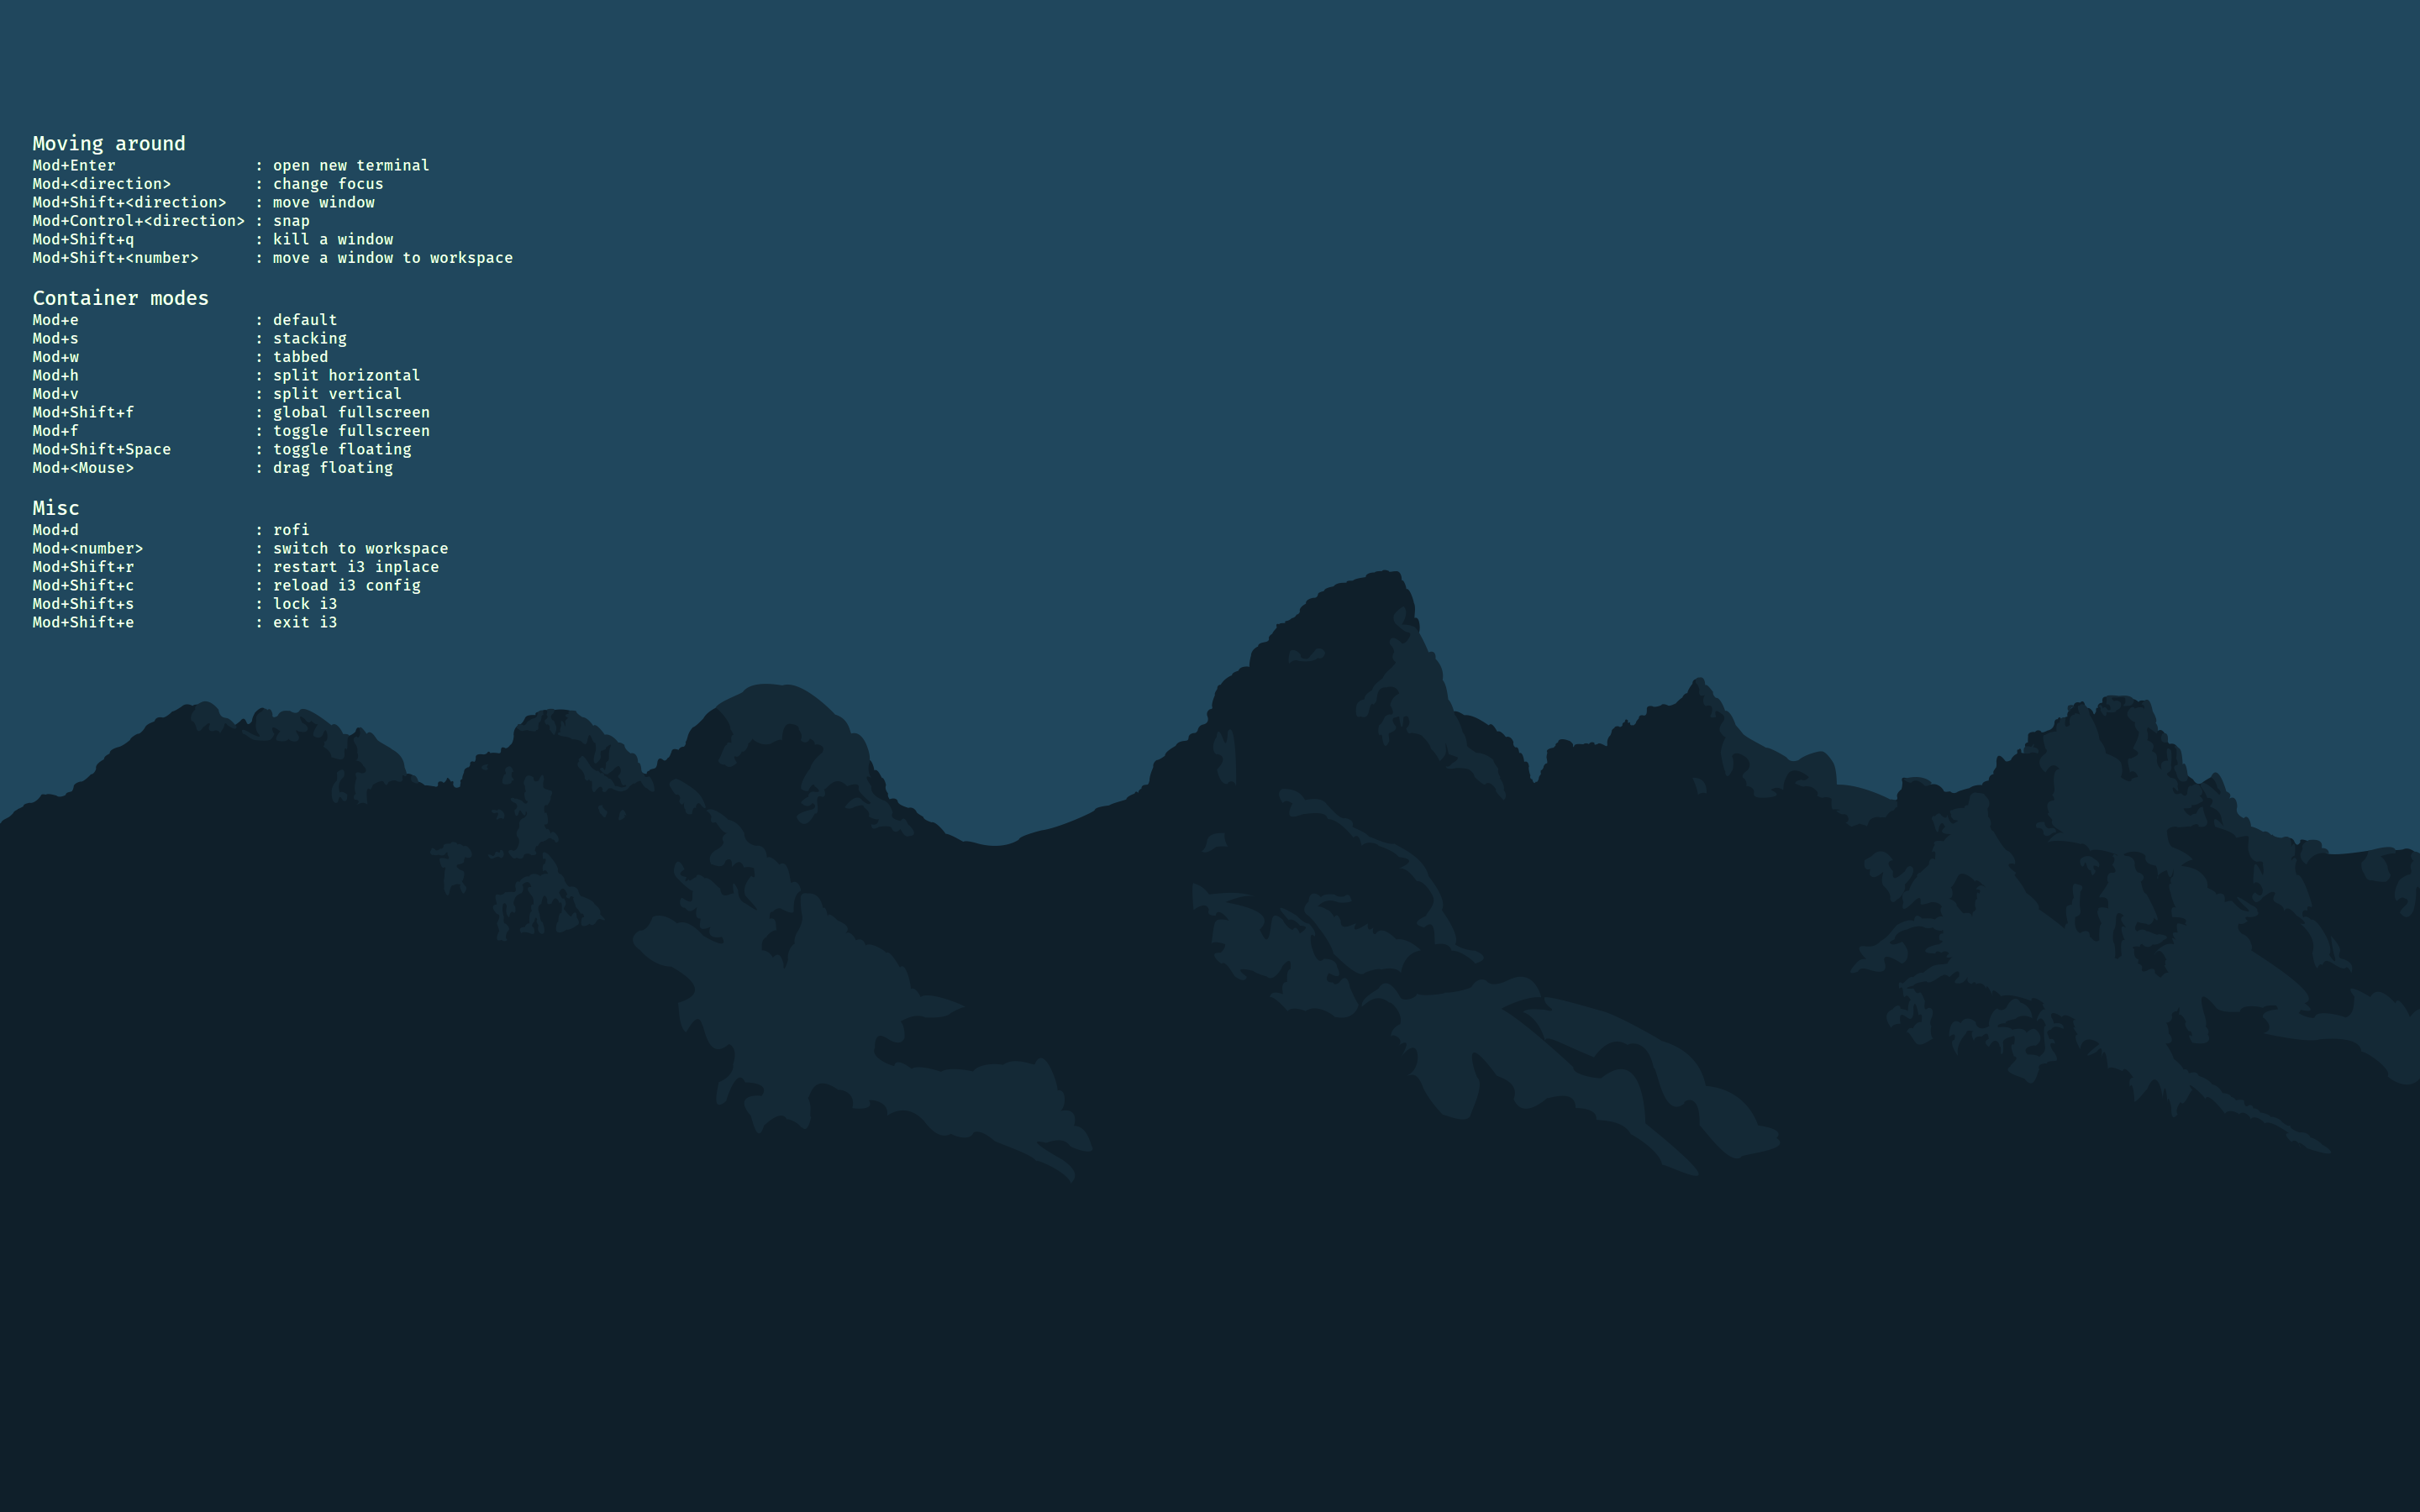 Moving around
Mod+Enter : open new terminal
Mod+<direction> : change focus
Mod+Shift+<direction> : move window
Mod+Control+<direction> : snap
Mod+Shift+q : kill a window
Mod+Shift+<number> : move a window to workspace
Container modes
Mod+e : default
Mod+s : stacking
Mod+w : tabbed
Mod+h : split horizontal
Mod+v : split vertical
Mod+Shift+f : global fullscreen
Mod+f : toggle fullscreen
Mod+Shift+Space : toggle floating
Mod+<Mouse> : drag floating
Misc
Mod+d : rofi
Mod+<number> : switch to workspace
Mod+Shift+r : restart i3 inplace
Mod+Shift+c : reload i3 config
Mod+Shift+s : lock i3
Mod+Shift+e : exit i3